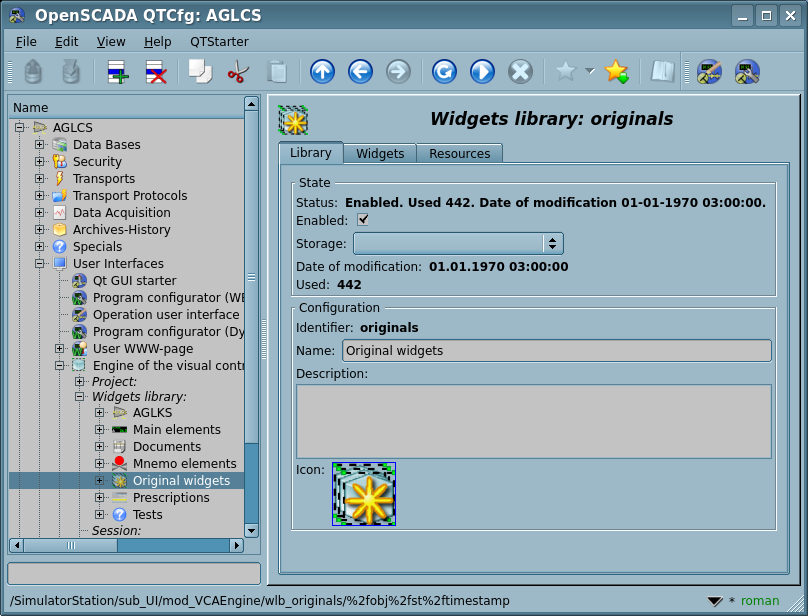 OpenSCADA QTCfg: AGLCS
File Edit View Help QTStarter
Name
AGLCS
Data Bases
Security
Transports
Transport Protocols
Data Acquisition
Archives-History
Specials
User Interfaces
Qt GUI starter
Program configurator (WE
Operation user interface
Program configurator (Dy
User WWW-page
Engine of the visual contr
Project:
Widgets library:
AGLKS
Main elements
Documents
Mnemo elements
Original widgets
Prescriptions
Tests
Session:
Widgets library: originals
Library Widgets Resources
State
Status: Enabled. Used 442. Date of modification 01-01-1970 03:00:00.
Enabled:
Storage:
Date of modification: 01.01.1970 03:00:00
Used: 442
Configuration
Identifier: originals
Name: Original widgets
Description:
Icon:
/SimulatorStation/sub_UI/mod_VCAEngine/wlb_originals/%2fobj%2fst%2ftimestamp
* roman